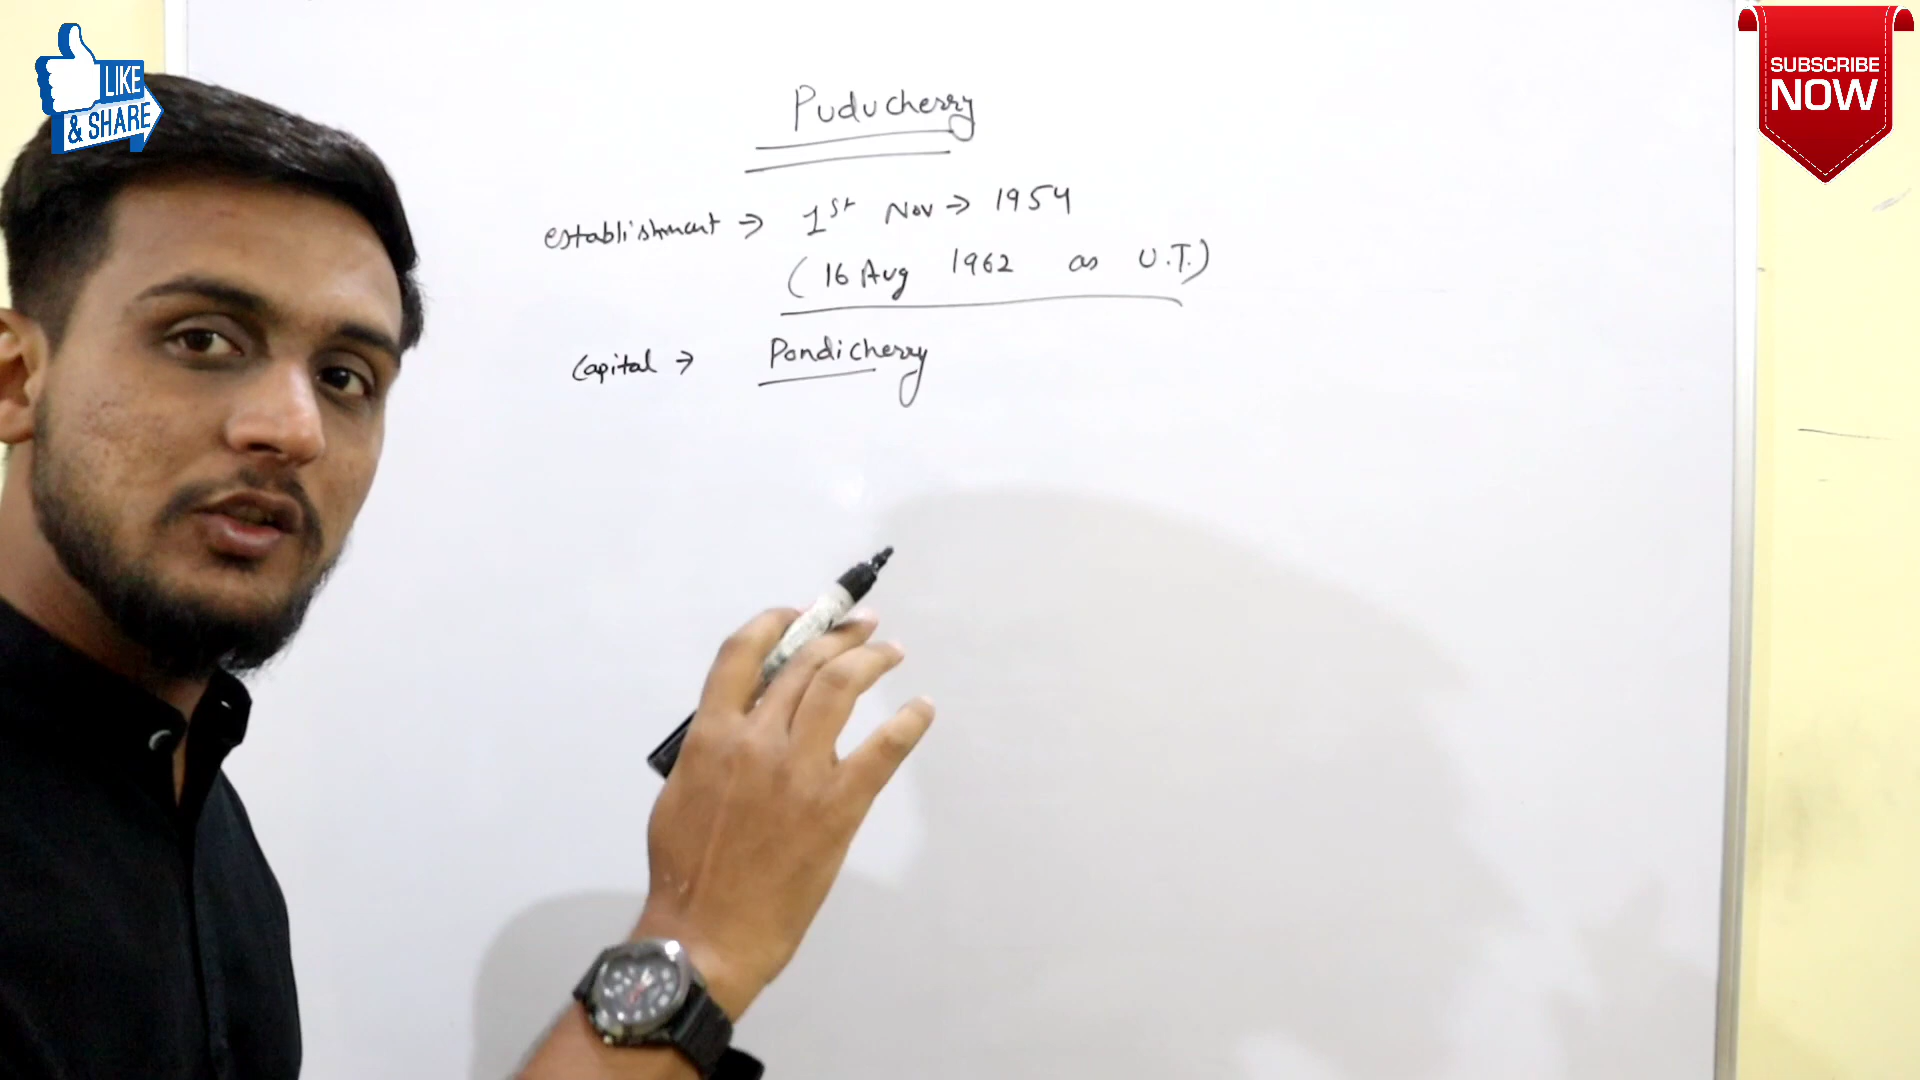 LIKE
& SHARE
SUBSCRIBE
NOW
Puducherry
establishment → 1st Nov → 1954
(16 Aug 1962 as U.T.)
Capital → Pondicherry